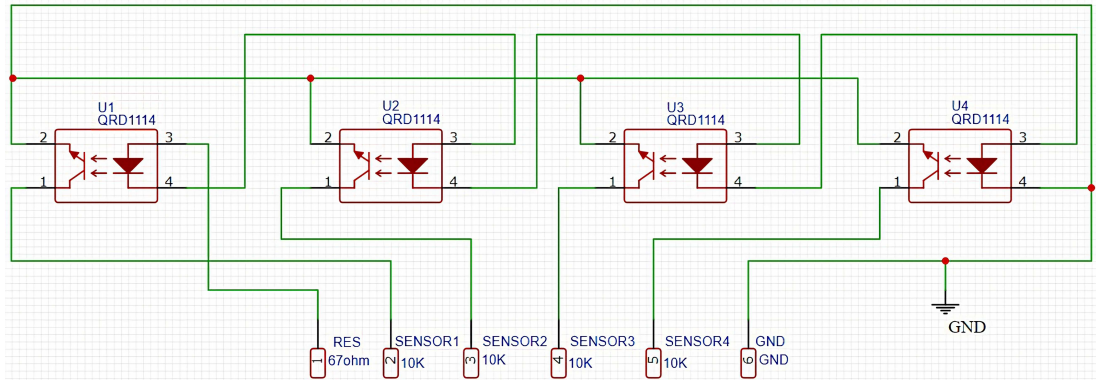 U1
QRD1114
2
3
1
4
U2
QRD1114
2
3
1
4
U3
QRD1114
2
3
1
4
U4
QRD1114
2
3
1
4
GND
1
RES
67ohm
2
SENSOR1
10K
3
SENSOR2
10K
4
SENSOR3
10K
5
SENSOR4
10K
6
GND
GND